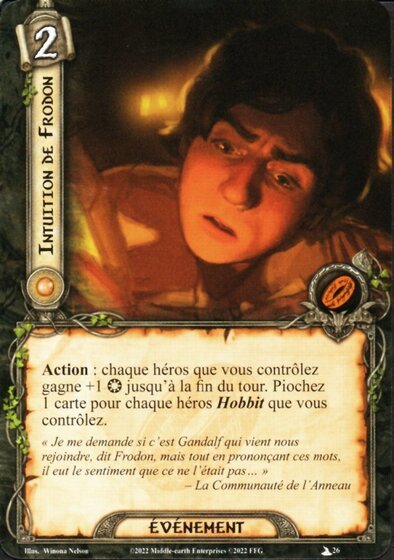 2
INTUITION DE FRODON
Action : chaque héros que vous contrôlez
gagne +1 jusqu'à la fin du tour. Piochez
1 carte pour chaque héros Hobbit que vous
contrôlez.
« Je me demande si c'est Gandalf qui vient nous
rejoindre, dit Frodon, mais tout en prononçant ces mots,
il eut le sentiment que ce ne l'était pas… »
– La Communauté de l'Anneau
ÉVÉNEMENT
Illus. Winona Nelson ©2022 Middle-earth Enterprises ©2022 FFG 26